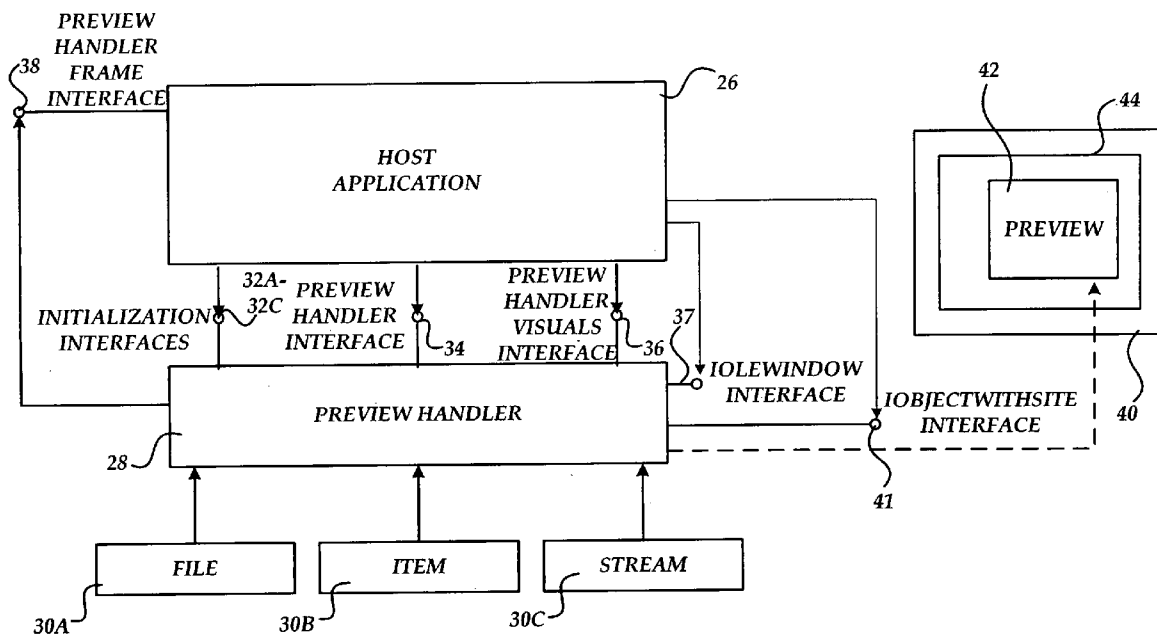 PREVIEW
HANDLER
FRAME
INTERFACE
38
26
HOST
APPLICATION
42
44
PREVIEW
40
32A-
32C
INITIALIZATION
INTERFACES
PREVIEW
HANDLER
INTERFACE
34
PREVIEW
HANDLER
VISUALS
INTERFACE
36
37
IOLEWINDOW
INTERFACE
IOBJECTWITHSITE
INTERFACE
41
PREVIEW HANDLER
28
FILE
30A
ITEM
30B
STREAM
30C